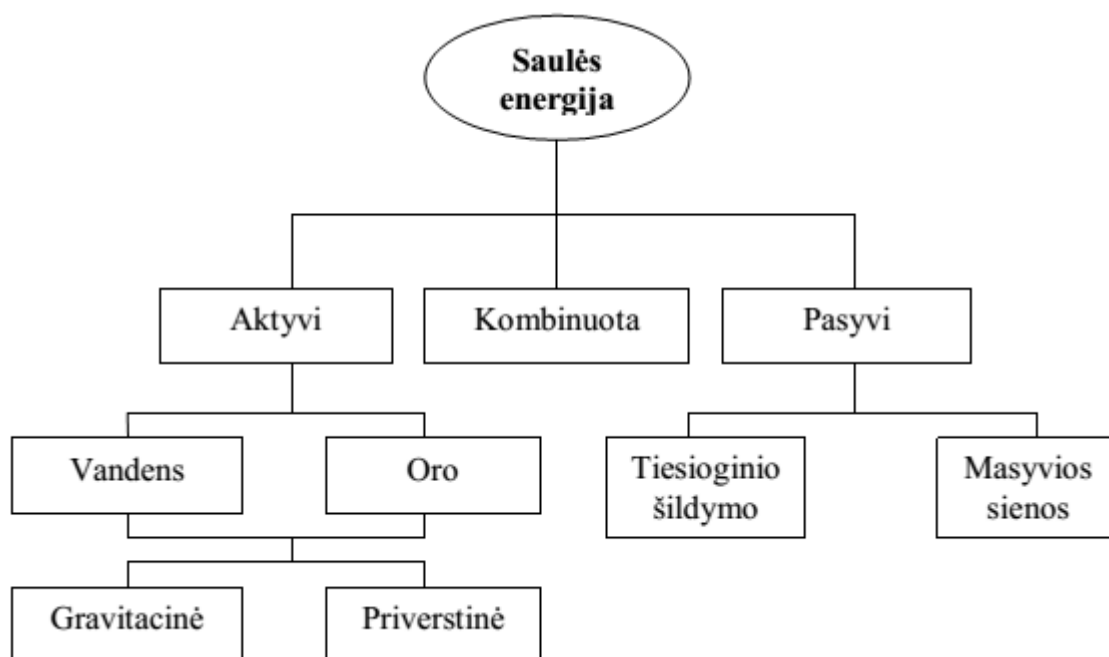 Saulės
energija
Aktyvi
Kombinuota
Pasyvi
Vandens
Oro
Tiesioginio
šildymo
Masyvios
sienos
Gravitacinė
Priverstinė